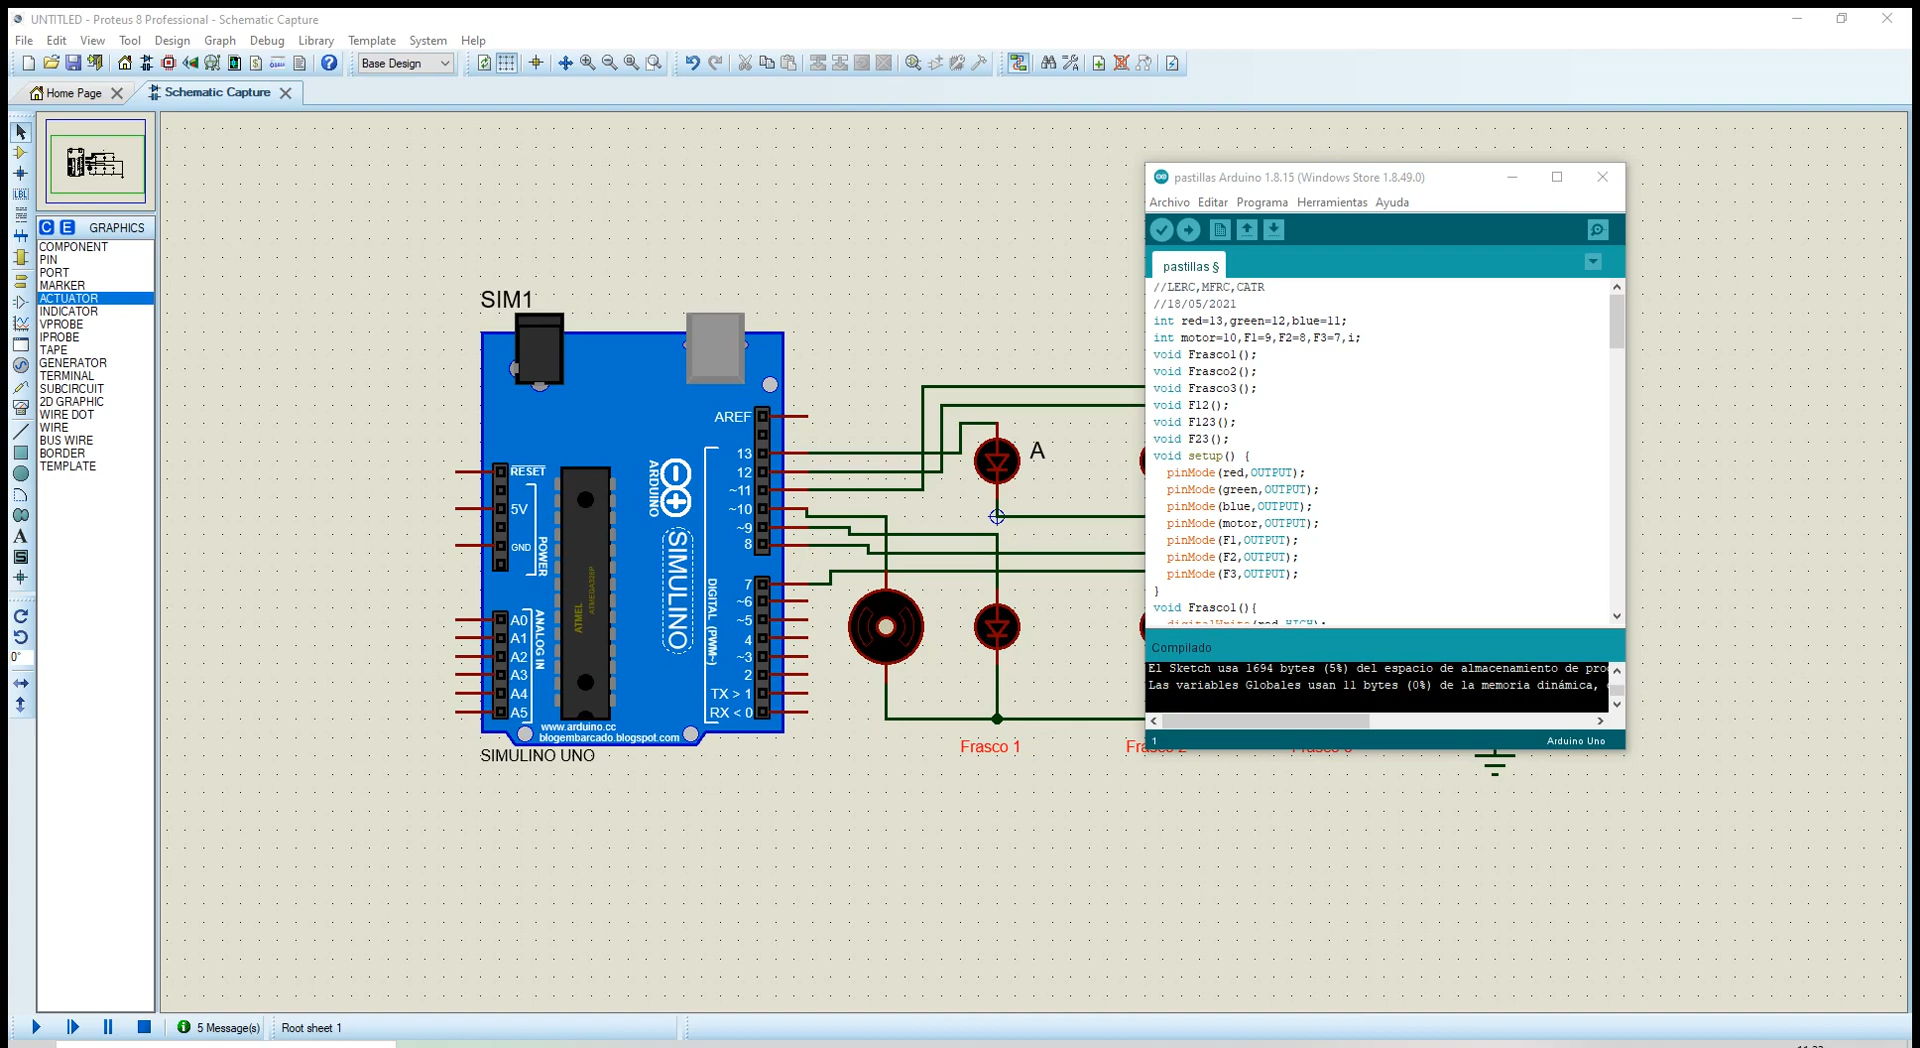 UNTITLED - Proteus 8 Professional - Schematic Capture
File Edit View Tool Design Graph Debug Library Template System Help
Base Design
Home Page
Schematic Capture
LBL
C E GRAPHICS
COMPONENT
PIN
PORT
MARKER
ACTUATOR
INDICATOR
VPROBE
IPROBE
TAPE
GENERATOR
TERMINAL
SUBCIRCUIT
2D GRAPHIC
WIRE DOT
WIRE
BUS WIRE
BORDER
TEMPLATE
A
S
0°
SIM1
AREF
13
12
~11
~10
~9
8
7
~6
~5
4
~3
2
TX > 1
RX < 0
RESET
5V
GND
POWER
A0
A1
A2
A3
A4
A5
ANALOG IN
ATMEL
ATMEGA328P
ARDUINO
SIMULINO
DIGITAL (PWM~)
www.arduino.cc
blogembarcado.blogspot.com
SIMULINO UNO
A
Frasco 1
pastillas Arduino 1.8.15 (Windows Store 1.8.49.0)
Archivo Editar Programa Herramientas Ayuda
pastillas §
//LERC,MFRC,CATR
//18/05/2021
int red=13,green=12,blue=11;
int motor=10,F1=9,F2=8,F3=7,i;
void Frasco1();
void Frasco2();
void Frasco3();
void F12();
void F123();
void F23();
void setup() {
pinMode(red,OUTPUT);
pinMode(green,OUTPUT);
pinMode(blue,OUTPUT);
pinMode(motor,OUTPUT);
pinMode(F1,OUTPUT);
pinMode(F2,OUTPUT);
pinMode(F3,OUTPUT);
}
void Frasco1(){
digitalWrite(red,HIGH);
Compilado
El Sketch usa 1694 bytes (5%) del espacio de almacenamiento de pro
Las variables Globales usan 11 bytes (0%) de la memoria dinámica,
1
Arduino Uno
5 Message(s)
Root sheet 1